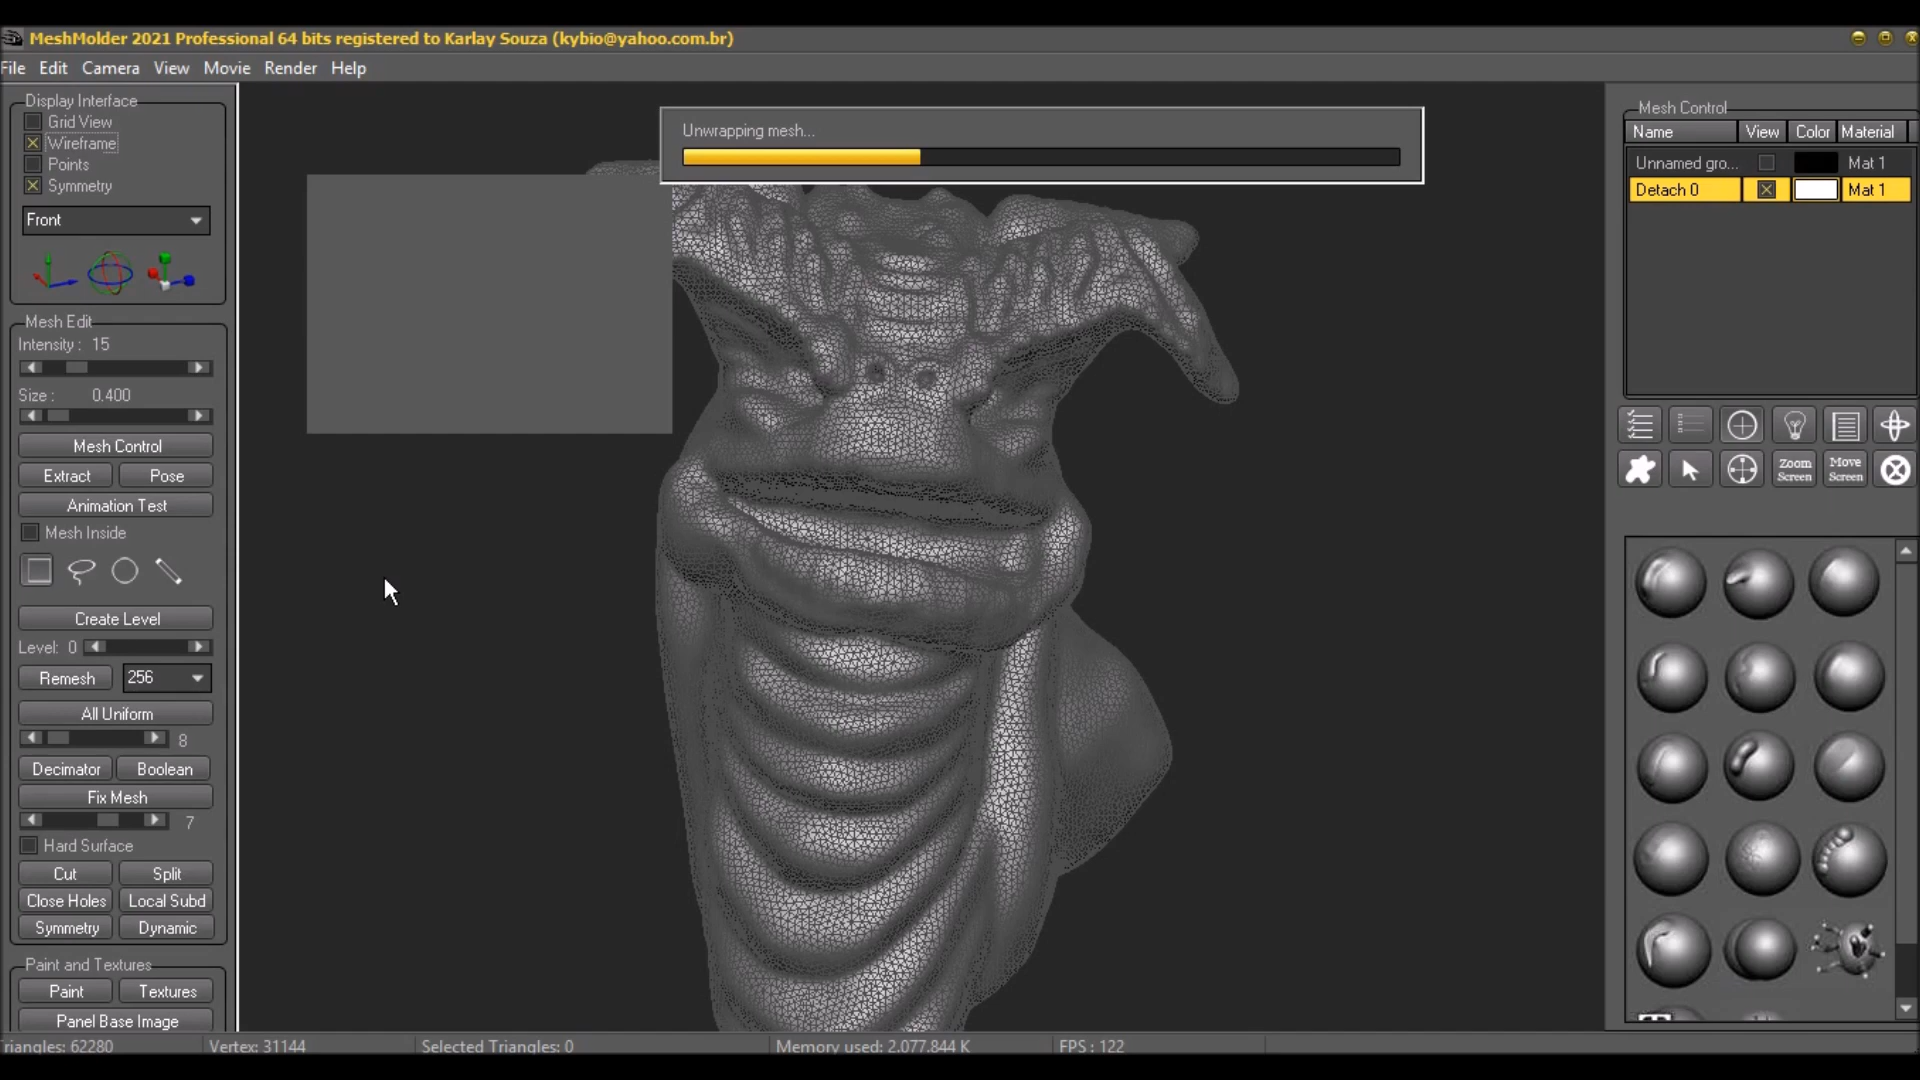 MeshMolder 2021 Professional 64 bits registered to Karlay Souza (kybio@yahoo.com.br)
File Edit Camera View Movie Render Help
Display Interface
Grid View
Wireframe
Points
Symmetry
Front
Mesh Edit
Intensity : 15
Size : 0.400
Mesh Control
Extract Pose
Animation Test
Mesh Inside
Create Level
Level: 0
Remesh 256
All Uniform
8
Decimator Boolean
Fix Mesh
7
Hard Surface
Cut Split
Close Holes Local Subd
Symmetry Dynamic
Paint and Textures
Paint Textures
Panel Base Image
Unwrapping mesh...
Mesh Control
Name View Color Material
Unnamed gro... Mat 1
Detach 0 Mat 1
Zoom Screen
Move Screen
riangles: 62280 Vertex: 31144 Selected Triangles: 0 Memory used: 2.077.844 K FPS : 122